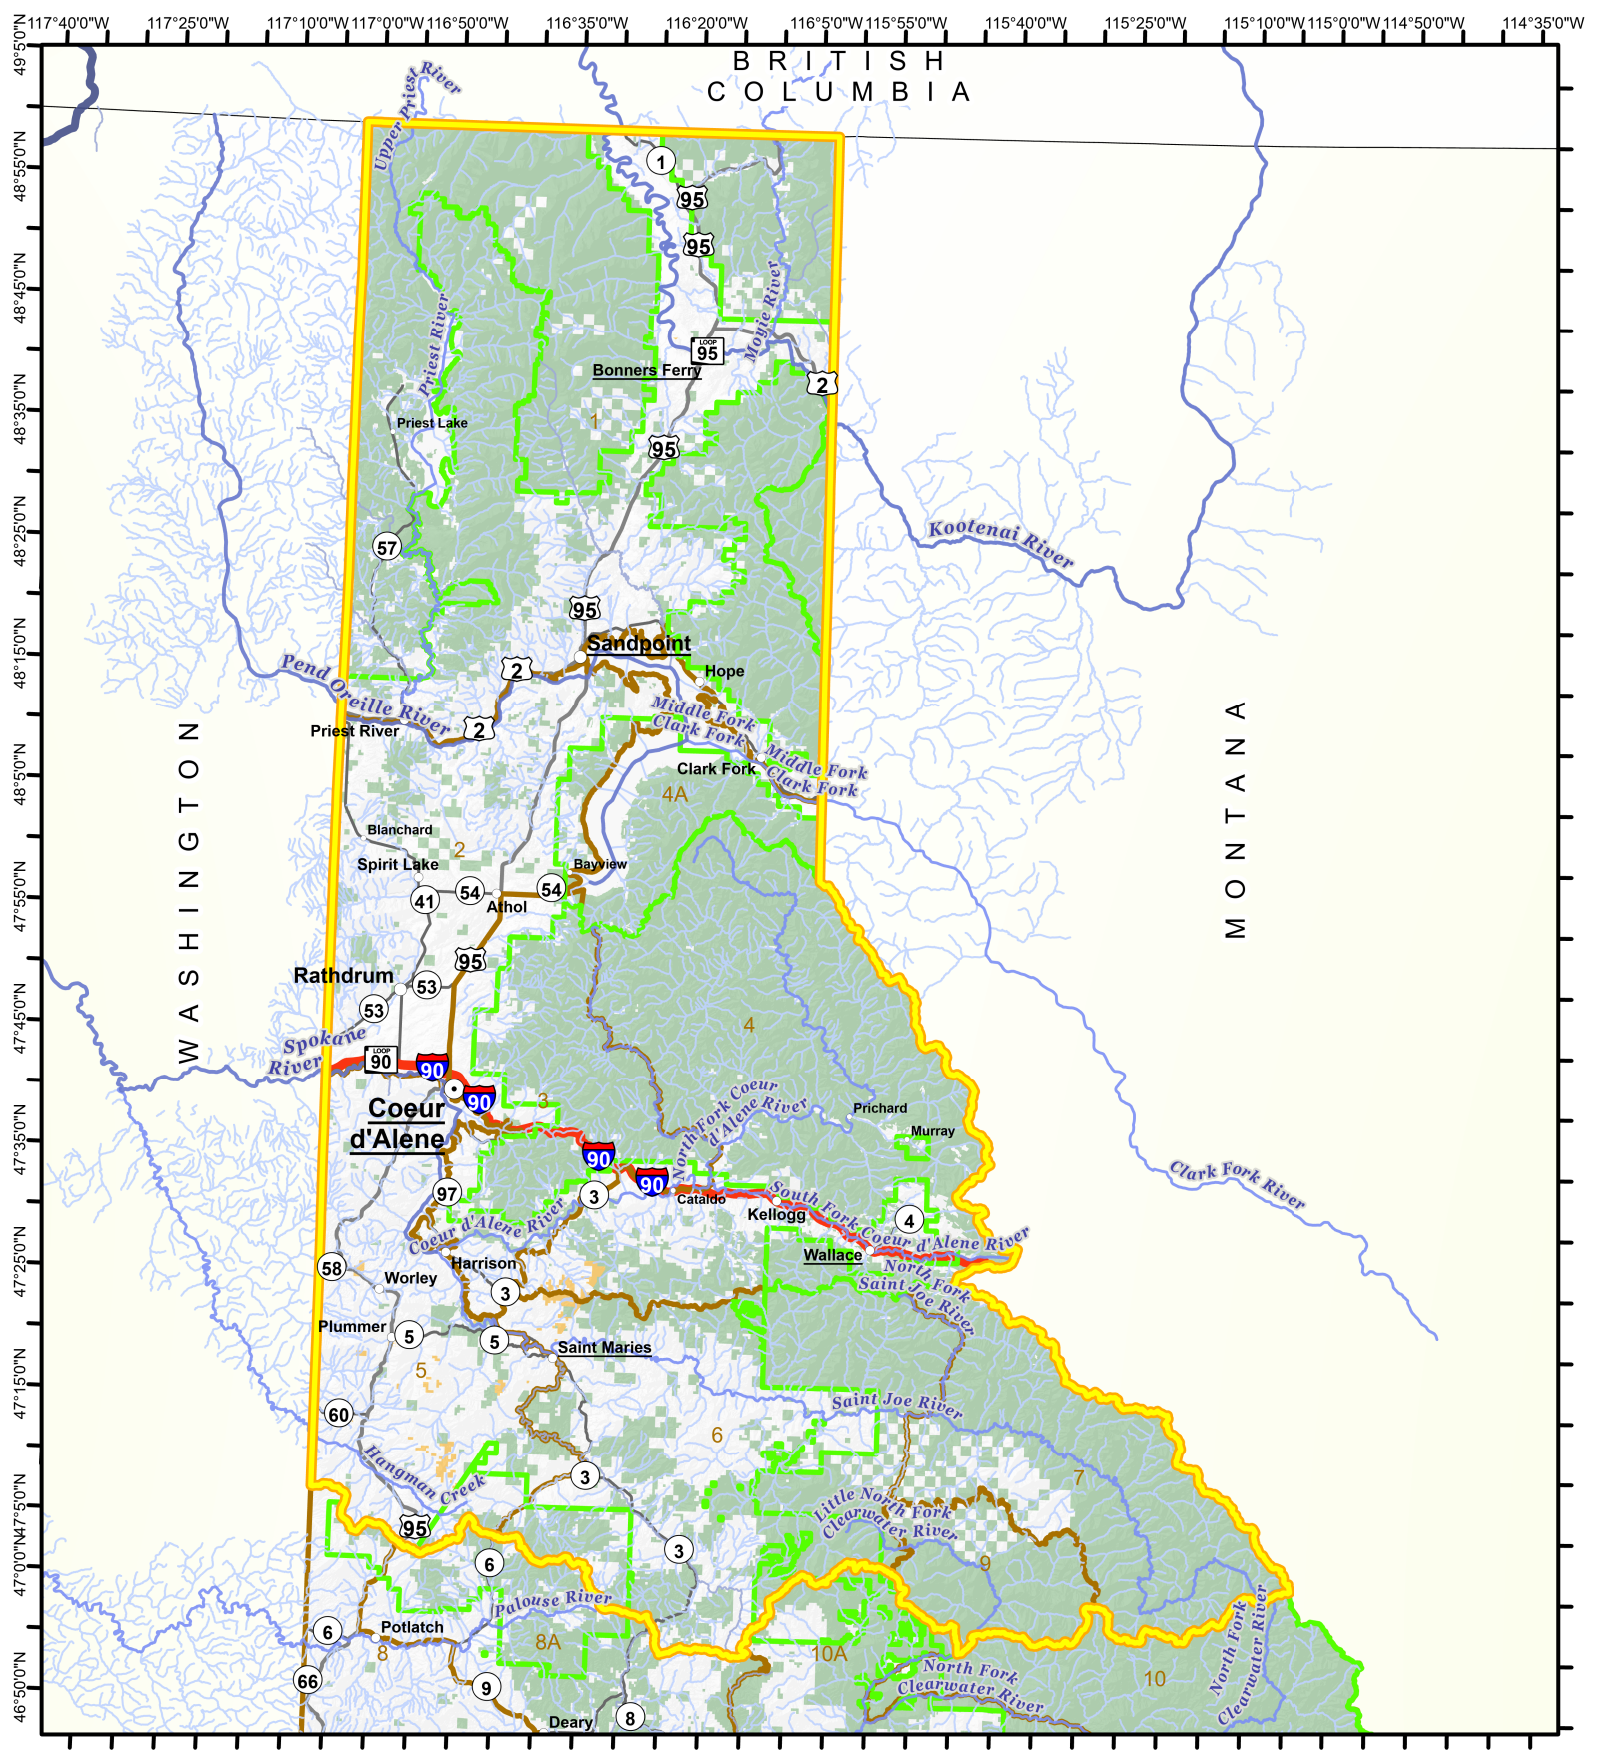 117°40'0"W
117°25'0"W
117°10'0"W
117°0'0"W
116°50'0"W
116°35'0"W
116°20'0"W
116°5'0"W
115°55'0"W
115°40'0"W
115°25'0"W
115°10'0"W
115°0'0"W
114°50'0"W
114°35'0"W
49°5'0"N
48°55'0"N
48°45'0"N
48°35'0"N
48°25'0"N
48°15'0"N
48°5'0"N
47°55'0"N
47°45'0"N
47°35'0"N
47°25'0"N
47°15'0"N
47°5'0"N
47°0'0"N
46°50'0"N
BRITISH
COLUMBIA
WASHINGTON
MONTANA
Upper Priest River
1
95
95
Priest River
Moyie River
LOOP
95
Bonners Ferry
2
Priest Lake
1
95
57
Kootenai River
95
Sandpoint
2
Hope
Pend Oreille River
Middle Fork
Clark Fork
Priest River
2
Clark Fork
Middle Fork
Clark Fork
4A
Blanchard
2
Spirit Lake
Bayview
41
54
54
Athol
95
Rathdrum
53
53
4
Spokane
River
LOOP
90
90
90
Coeur
d'Alene
3
North Fork Coeur
d'Alene River
Prichard
Murray
90
90
97
3
Cataldo
Kellogg
Clark Fork River
4
South Fork Coeur d'Alene River
Coeur d'Alene River
Wallace
Harrison
58
Worley
3
North Fork
Saint Joe River
Plummer
5
5
Saint Maries
5
60
Saint Joe River
6
Hangman Creek
3
7
95
Little North Fork
Clearwater River
6
3
9
Palouse River
6
Potlatch
8
8A
10A
10
66
9
North Fork
Clearwater River
North Fork
Clearwater River
Deary
8